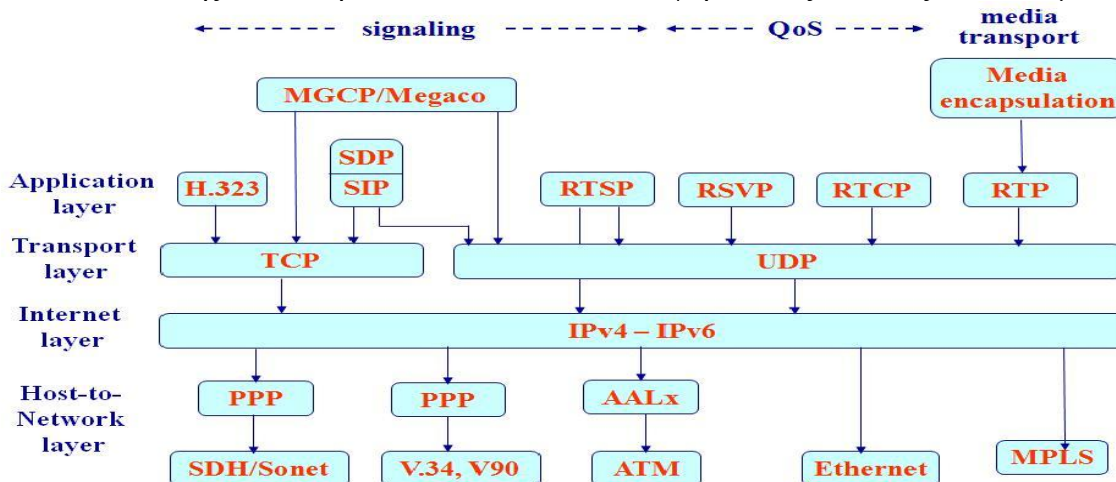 signaling
QoS
media
transport
MGCP/Megaco
Media
encapsulation
SDP
SIP
Application
layer
H.323
RTSP
RSVP
RTCP
RTP
Transport
layer
TCP
UDP
Internet
layer
IPv4 – IPv6
Host-to-
Network
layer
PPP
PPP
AALx
SDH/Sonet
V.34, V90
ATM
Ethernet
MPLS